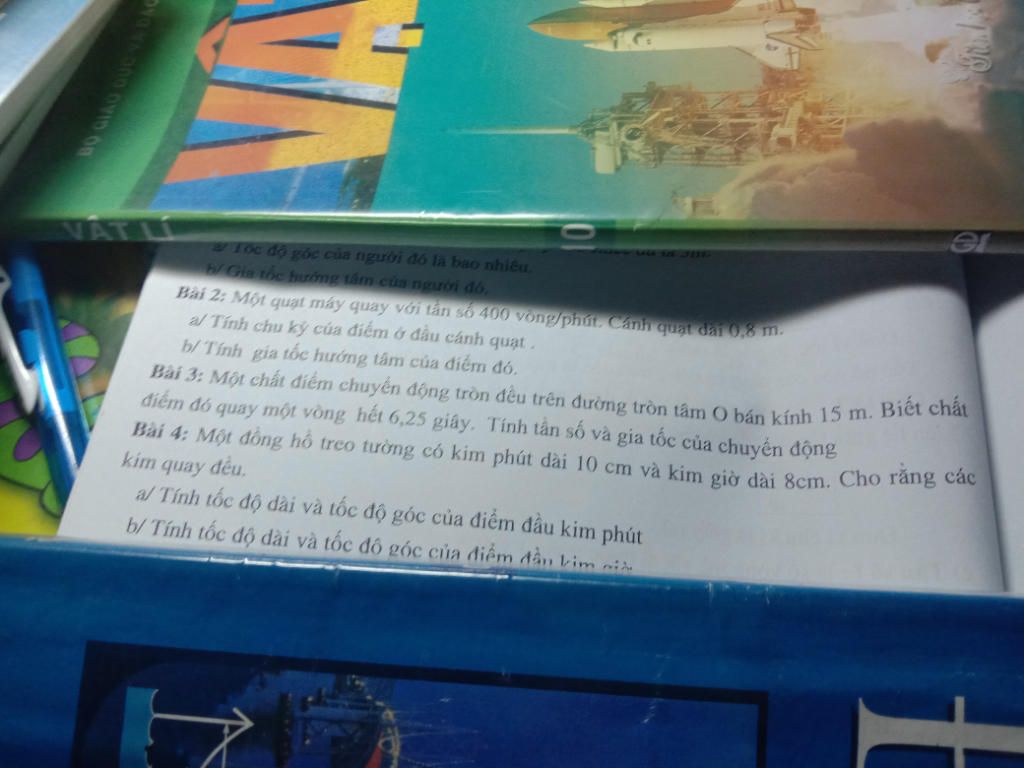 BỘ GIÁO DỤC VÀ ĐÀO
VẬT
VẬT LÍ 10
a/ Tốc độ góc của người đó là bao nhiêu.
b/ Gia tốc hướng tâm của người đó.
Bài 2: Một quạt máy quay với tần số 400 vòng/phút. Cánh quạt dài 0,8 m.
a/ Tính chu kỳ của điểm ở đầu cánh quạt .
b/ Tính gia tốc hướng tâm của điểm đó.
Bài 3: Một chất điểm chuyển động tròn đều trên đường tròn tâm O bán kính 15 m. Biết chất
điểm đó quay một vòng hết 6,25 giây. Tính tần số và gia tốc của chuyển động
Bài 4: Một đồng hồ treo tường có kim phút dài 10 cm và kim giờ dài 8cm. Cho rằng các
kim quay đều.
a/ Tính tốc độ dài và tốc độ góc của điểm đầu kim phút
b/ Tính tốc độ dài và tốc độ góc của điểm đầu kim giờ